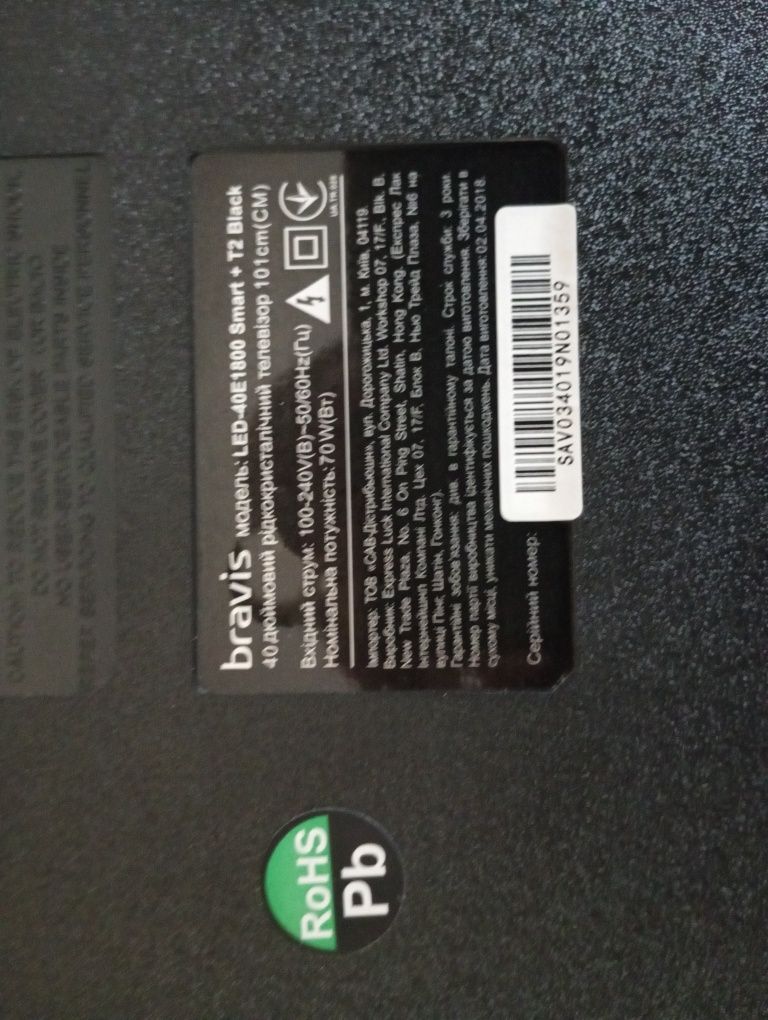 bravis модель: LED-40E1800 Smart + T2 Black
40 дюймовий рідкокристалічний телевізор 101cm(СМ)
Вхідний струм: 100-240V(В)~50/60Hz(Гц)
Номінальна потужність:70W(Вт)
UA.TR.028
Імпортер: ТОВ «САВ-Дистрибьюшн», вул. Дорогожицька, 1, м. Київ, 04119.
Виробник: Express Luck International Company Ltd. Workshop 07, 17/F., Blk. B,
New Trade Plaza, No. 6 On Ping Street, Shatin, Hong Kong. (Експрес Лак
Інтернейшнл Компані Лтд. Цех 07, 17/F, Блок В, Нью Трейд Плаза, №6 на
вулиці Пінг, Шатін, Гонконг).
Гарантійні зобов'язання: див. в гарантійному талоні. Строк служби: 3 роки.
Номер партії виробництва ідентифікується за датою виготовлення. Зберігати в
сухому місці, уникати механічних пошкоджень. Дата виготовлення: 02.04.2018.
Серійний номер:
SAV034019N01359
RoHS
Pb